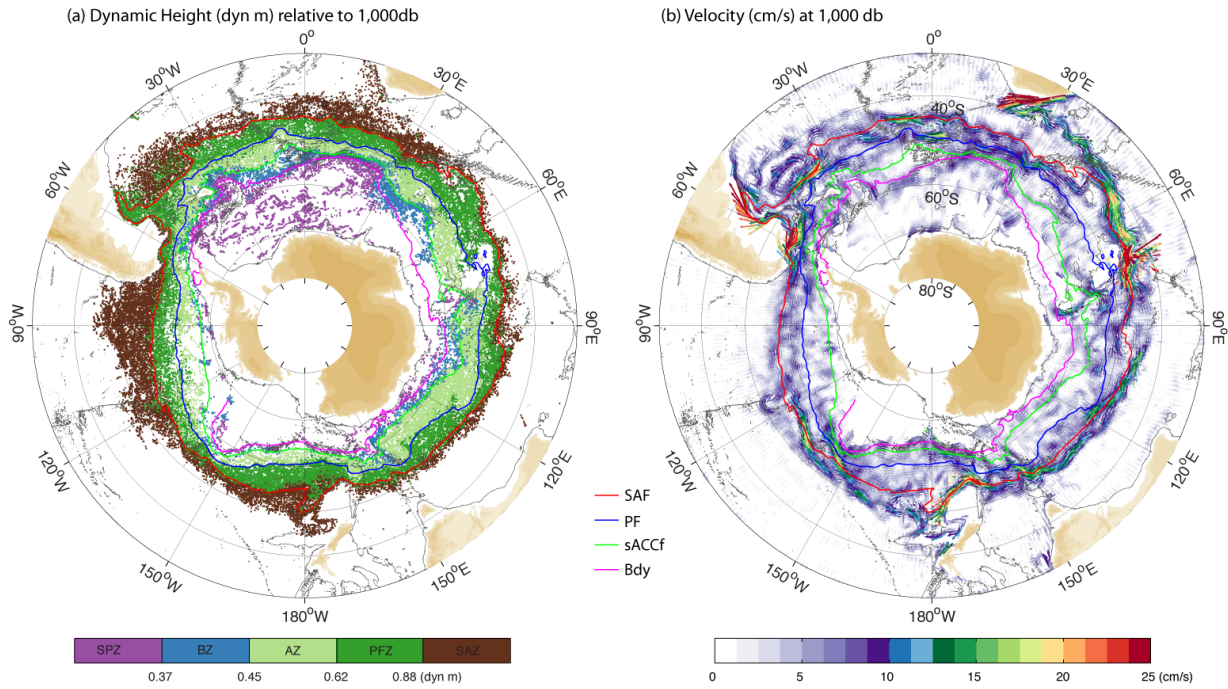 (a) Dynamic Height (dyn m) relative to 1,000db
(b) Velocity (cm/s) at 1,000 db
0°
30°W
30°E
60°W
60°E
90°W
90°E
120°W
120°E
150°W
150°E
180°W
0°
30°W
30°E
40°S
60°W
60°E
60°S
80°S
90°W
90°E
120°W
120°E
150°W
150°E
180°W
SAF
PF
sACCf
Bdy
SPZ BZ AZ PFZ SAZ
0.37 0.45 0.62 0.88 (dyn m)
0 5 10 15 20 25 (cm/s)